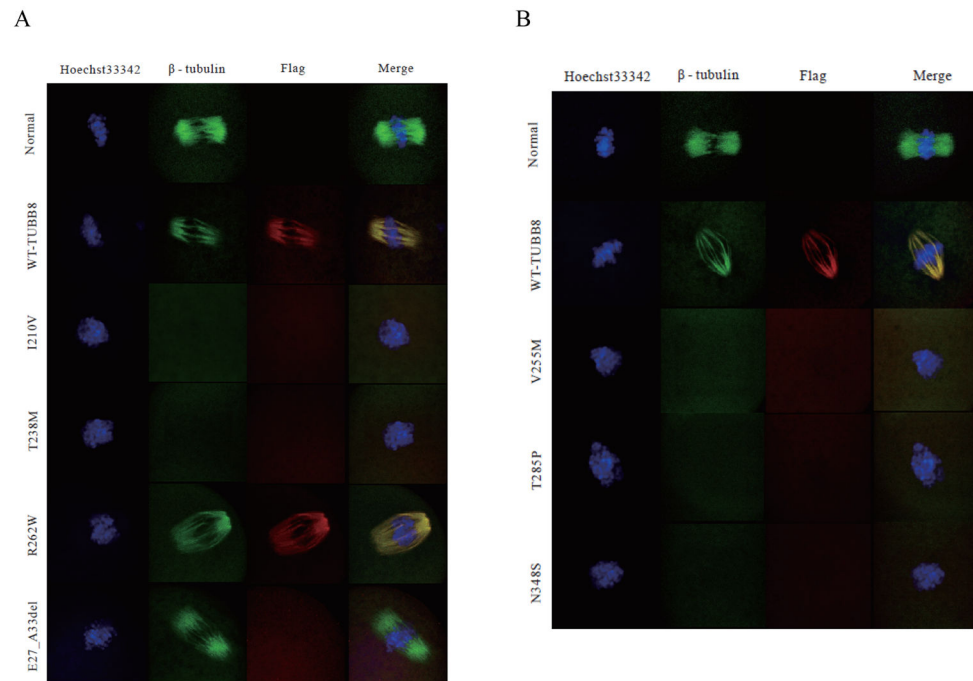 A
Hoechst33342 β - tubulin Flag Merge
Normal
WT-TUBB8
I210V
T238M
R262W
E27_A33del
B
Hoechst33342 β - tubulin Flag Merge
Normal
WT-TUBB8
V255M
T285P
N348S